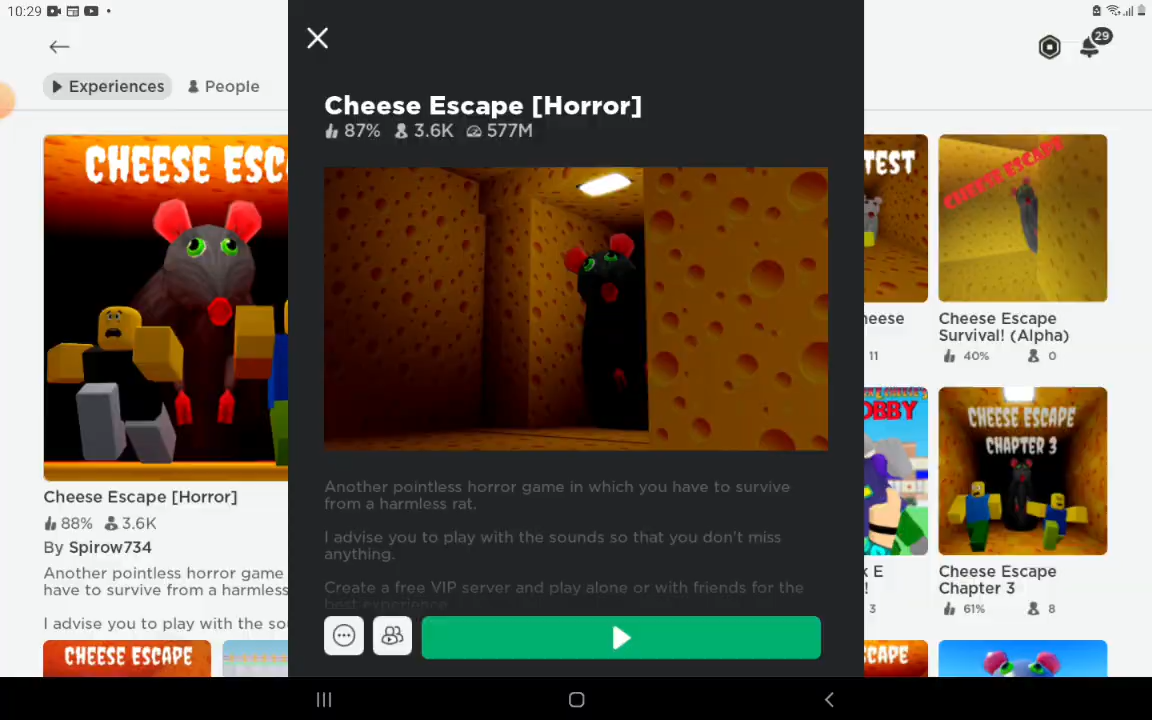 10:29
29
Experiences
People
CHEESE ESC
Cheese Escape [Horror]
88% 3.6K
By Spirow734
Another pointless horror game
have to survive from a harmless
I advise you to play with the sou
CHEESE ESCAPE
Cheese Escape [Horror]
87% 3.6K 577M
Another pointless horror game in which you have to survive
from a harmless rat.
I advise you to play with the sounds so that you don't miss
anything.
Create a free VIP server and play alone or with friends for the
best experience
TEST
heese
11
OBBY
k E
!
3
CAPE
CHEESE ESCAPE
Cheese Escape
Survival! (Alpha)
40% 0
CHEESE ESCAPE
CHAPTER 3
Cheese Escape
Chapter 3
61% 8